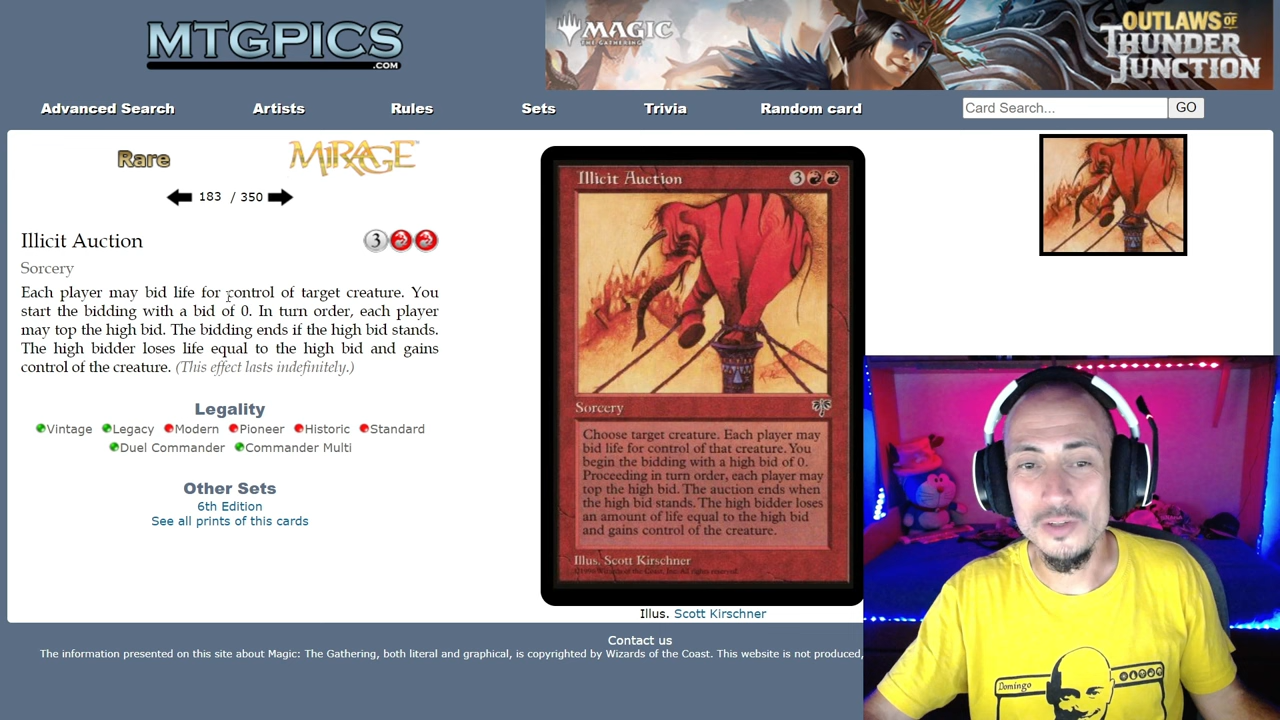 MTGPICS
.COM
MAGIC
THE GATHERING
OUTLAWS OF
THUNDER
JUNCTION
Advanced Search
Artists
Rules
Sets
Trivia
Random card
Card Search...
GO
Rare
MIRAGE
183 / 350
Illicit Auction
3
Sorcery
Each player may bid life for control of target creature. You
start the bidding with a bid of 0. In turn order, each player
may top the high bid. The bidding ends if the high bid stands.
The high bidder loses life equal to the high bid and gains
control of the creature. (This effect lasts indefinitely.)
Legality
Vintage Legacy Modern Pioneer Historic Standard
Duel Commander Commander Multi
Other Sets
6th Edition
See all prints of this cards
Illicit Auction
3
Sorcery
Choose target creature. Each player may
bid life for control of that creature. You
begin the bidding with a high bid of 0.
Proceeding in turn order, each player may
top the high bid. The auction ends when
the high bid stands. The high bidder loses
an amount of life equal to the high bid
and gains control of the creature.
Illus. Scott Kirschner
Illus. Scott Kirschner
Contact us
The information presented on this site about Magic: The Gathering, both literal and graphical, is copyrighted by Wizards of the Coast. This website is not produced,
Domingo